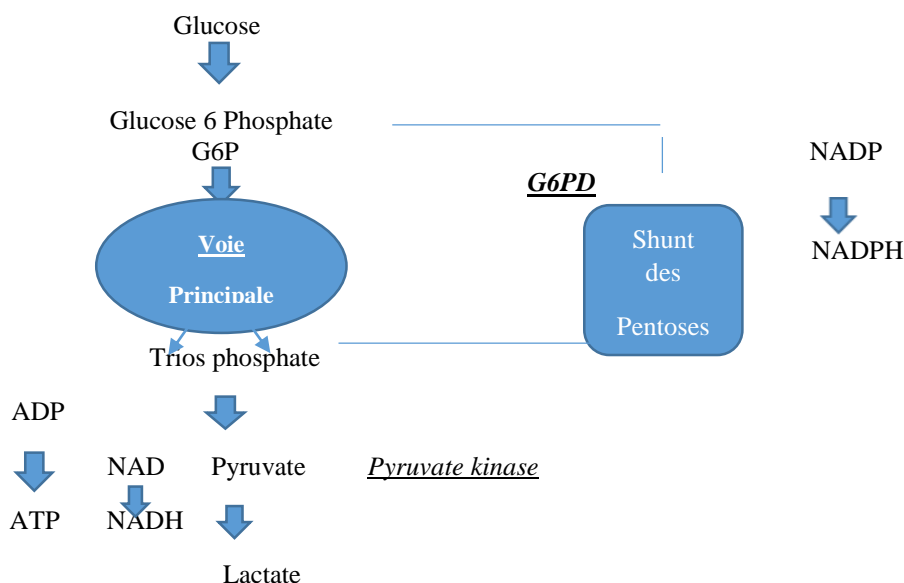 Glucose
Glucose 6 Phosphate
G6P
NADP
G6PD
Voie
Principale
Shunt
des
Pentoses
NADPH
Trios phosphate
ADP
NAD
Pyruvate
Pyruvate kinase
ATP
NADH
Lactate